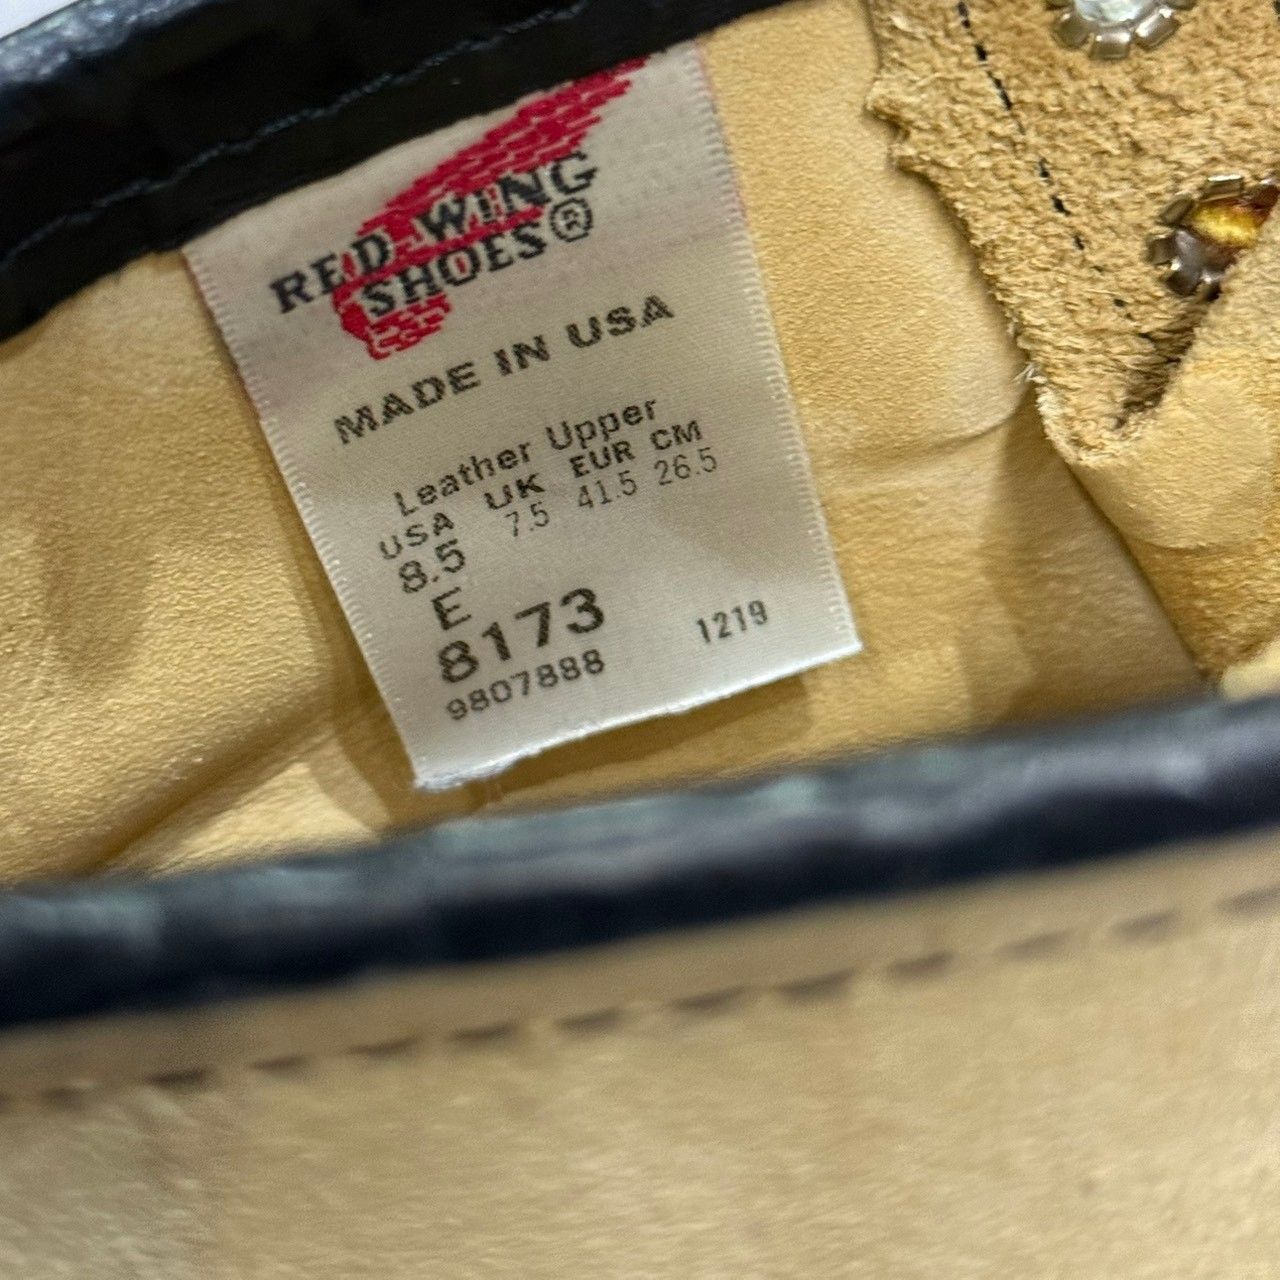 RED WING
SHOES®
MADE IN USA
Leather Upper
USA UK EUR CM
8.5 7.5 41.5 26.5
E
8173 1219
9807888